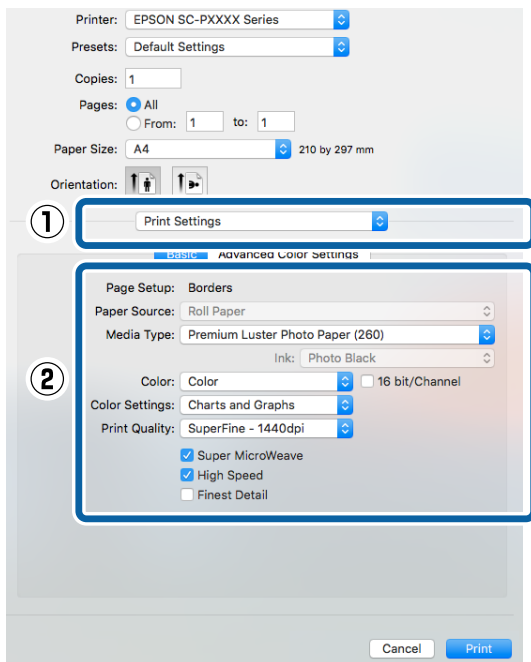 Printer: EPSON SC-PXXXX Series
Presets: Default Settings
Copies: 1
Pages: All
From: 1 to: 1
Paper Size: A4 210 by 297 mm
Orientation:
① Print Settings
Basic Advanced Color Settings
Page Setup: Borders
Paper Source: Roll Paper
Media Type: Premium Luster Photo Paper (260)
Ink: Photo Black
② Color: Color 16 bit/Channel
Color Settings: Charts and Graphs
Print Quality: SuperFine - 1440dpi
Super MicroWeave
High Speed
Finest Detail
Cancel Print